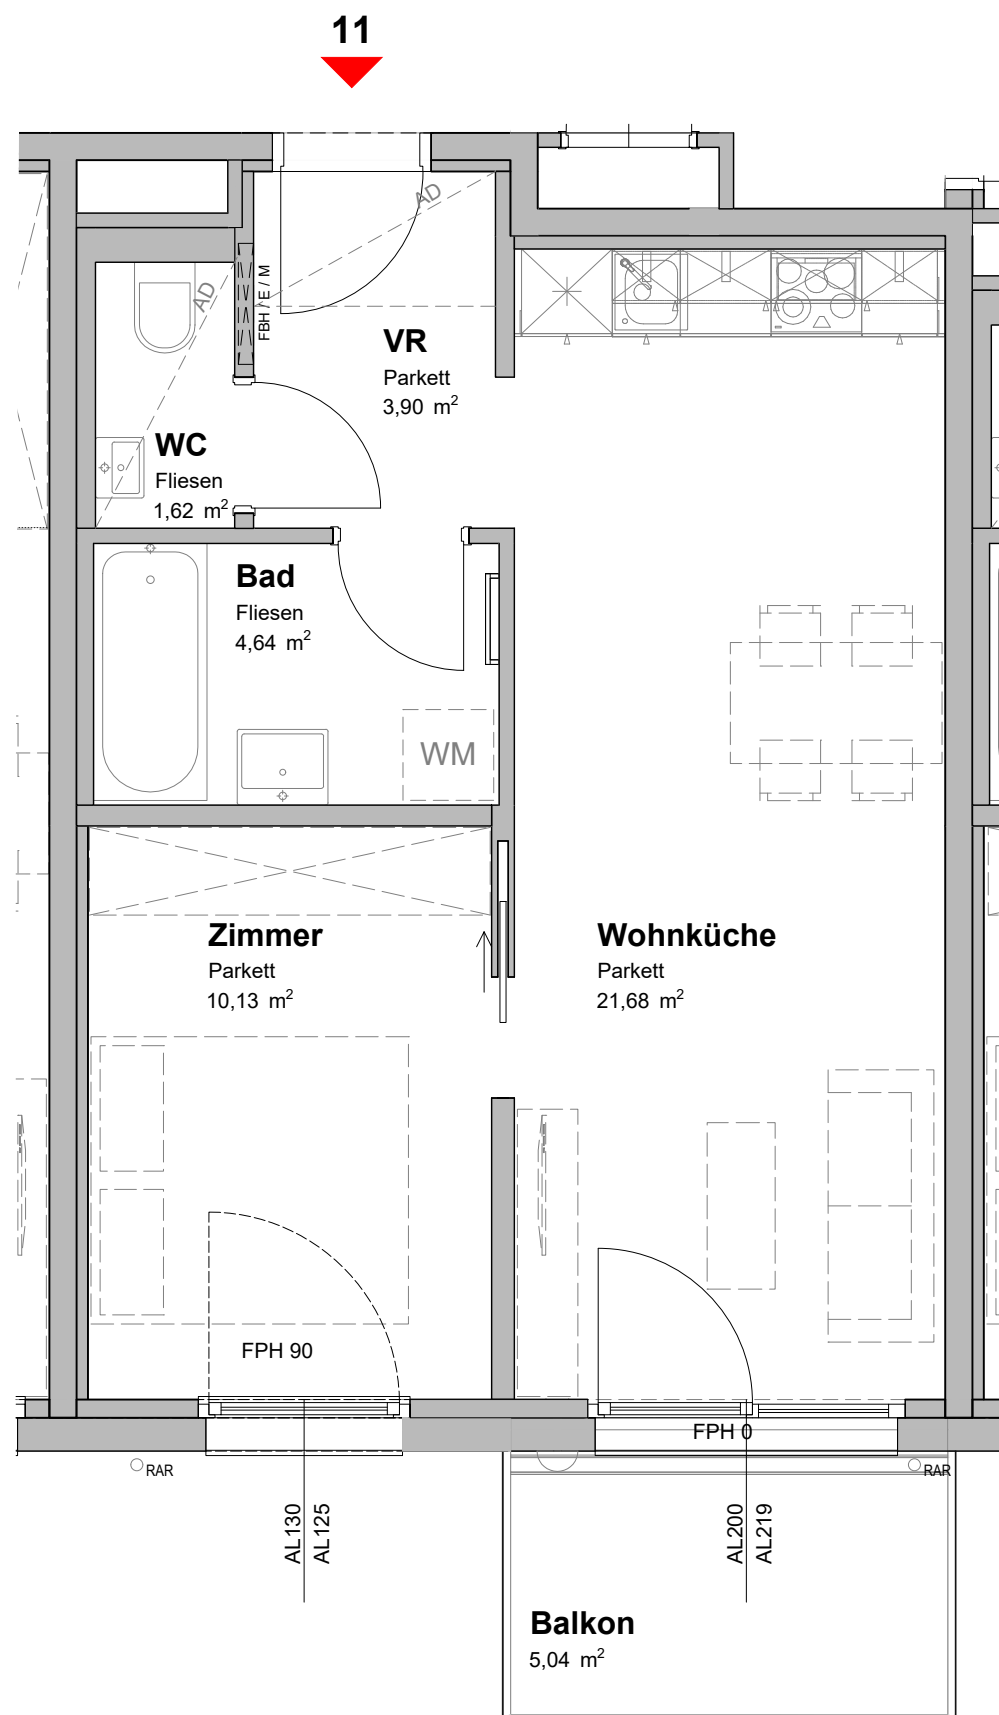 11
AD
AD
FBH / E / M
VR
Parkett
3,90 m²
WC
Fliesen
1,62 m²
Bad
Fliesen
4,64 m²
WM
Zimmer
Parkett
10,13 m²
Wohnküche
Parkett
21,68 m²
FPH 90
FPH 0
RAR
RAR
AL130
AL125
AL200
AL219
Balkon
5,04 m²